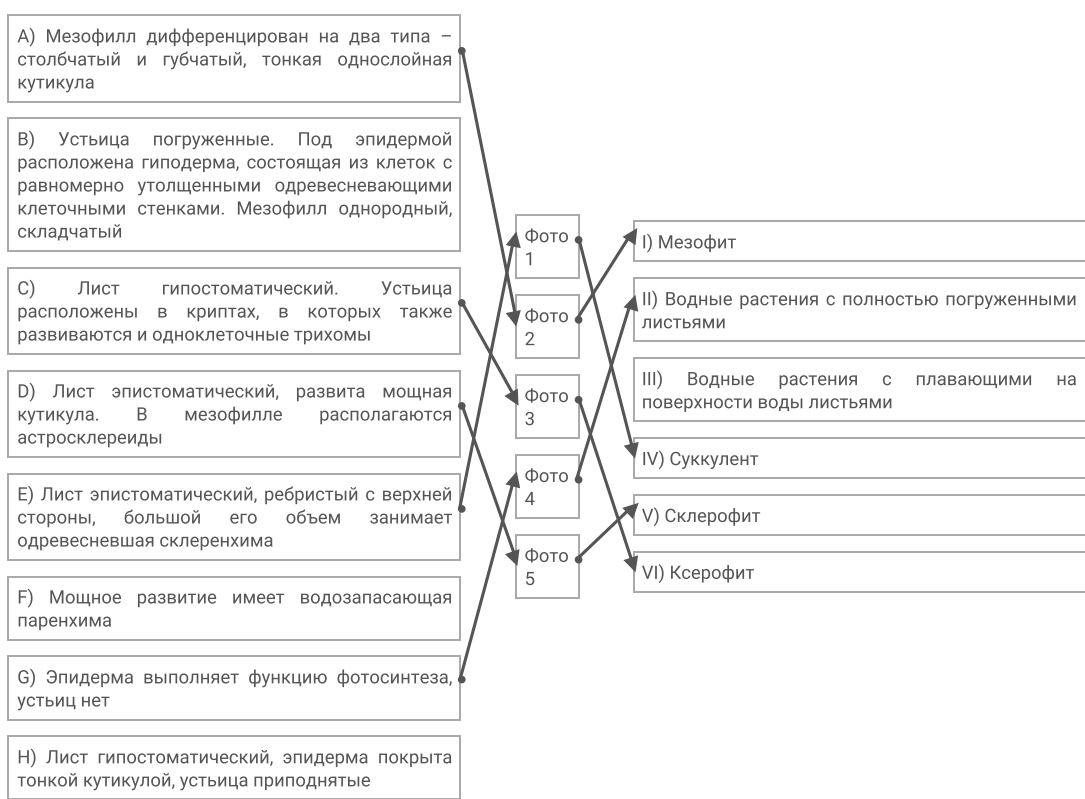 A) Мезофилл дифференцирован на два типа –
столбчатый и губчатый, тонкая однослойная
кутикула
B) Устьица погруженные. Под эпидермой
расположена гиподерма, состоящая из клеток с
равномерно утолщенными одревесневающими
клеточными стенками. Мезофилл однородный,
складчатый
C) Лист гипостоматический. Устьица
расположены в криптах, в которых также
развиваются и одноклеточные трихомы
D) Лист эпистоматический, развита мощная
кутикула. В мезофилле располагаются
астросклереиды
E) Лист эпистоматический, ребристый с верхней
стороны, большой его объем занимает
одревесневшая склеренхима
F) Мощное развитие имеет водозапасающая
паренхима
G) Эпидерма выполняет функцию фотосинтеза,
устьиц нет
H) Лист гипостоматический, эпидерма покрыта
тонкой кутикулой, устьица приподнятые
Фото
1
Фото
2
Фото
3
Фото
4
Фото
5
I) Мезофит
II) Водные растения с полностью погруженными
листьями
III) Водные растения с плавающими на
поверхности воды листьями
IV) Суккулент
V) Склерофит
VI) Ксерофит